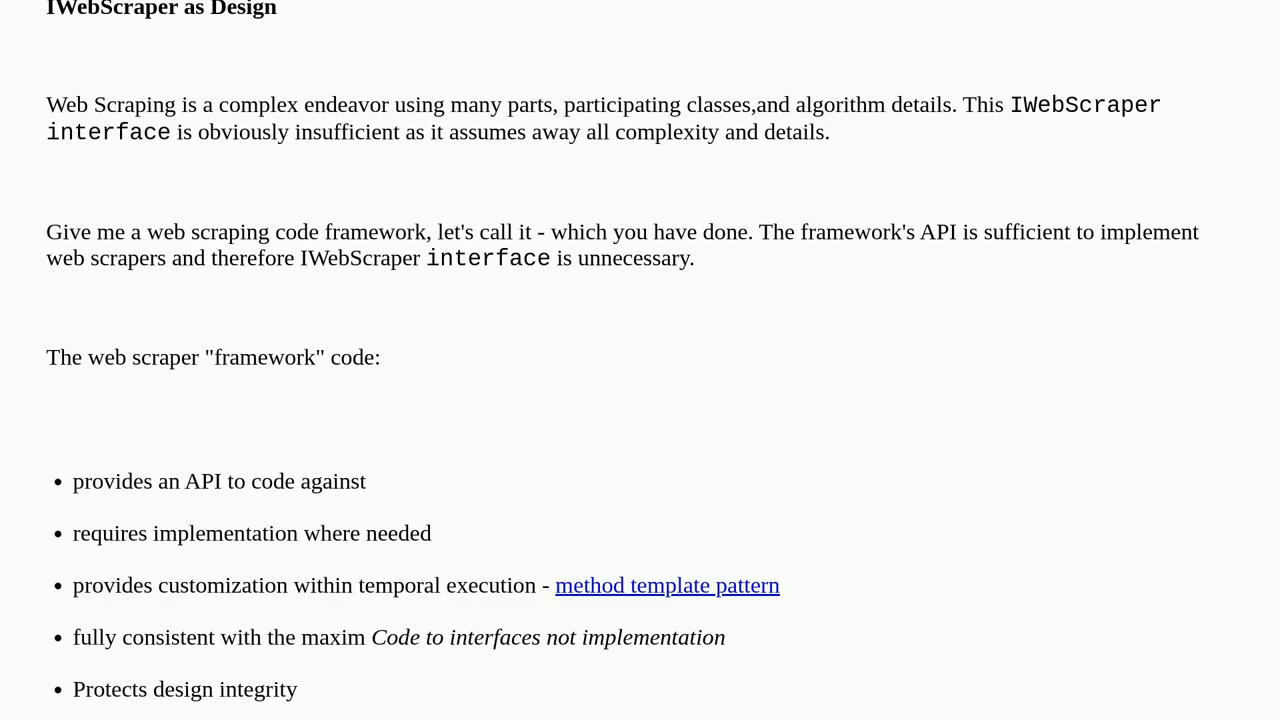 IWebScraper as Design
Web Scraping is a complex endeavor using many parts, participating classes,and algorithm details. This IWebScraper
interface is obviously insufficient as it assumes away all complexity and details.
Give me a web scraping code framework, let's call it - which you have done. The framework's API is sufficient to implement
web scrapers and therefore IWebScraper interface is unnecessary.
The web scraper "framework" code:
• provides an API to code against
• requires implementation where needed
• provides customization within temporal execution - method template pattern
• fully consistent with the maxim Code to interfaces not implementation
• Protects design integrity